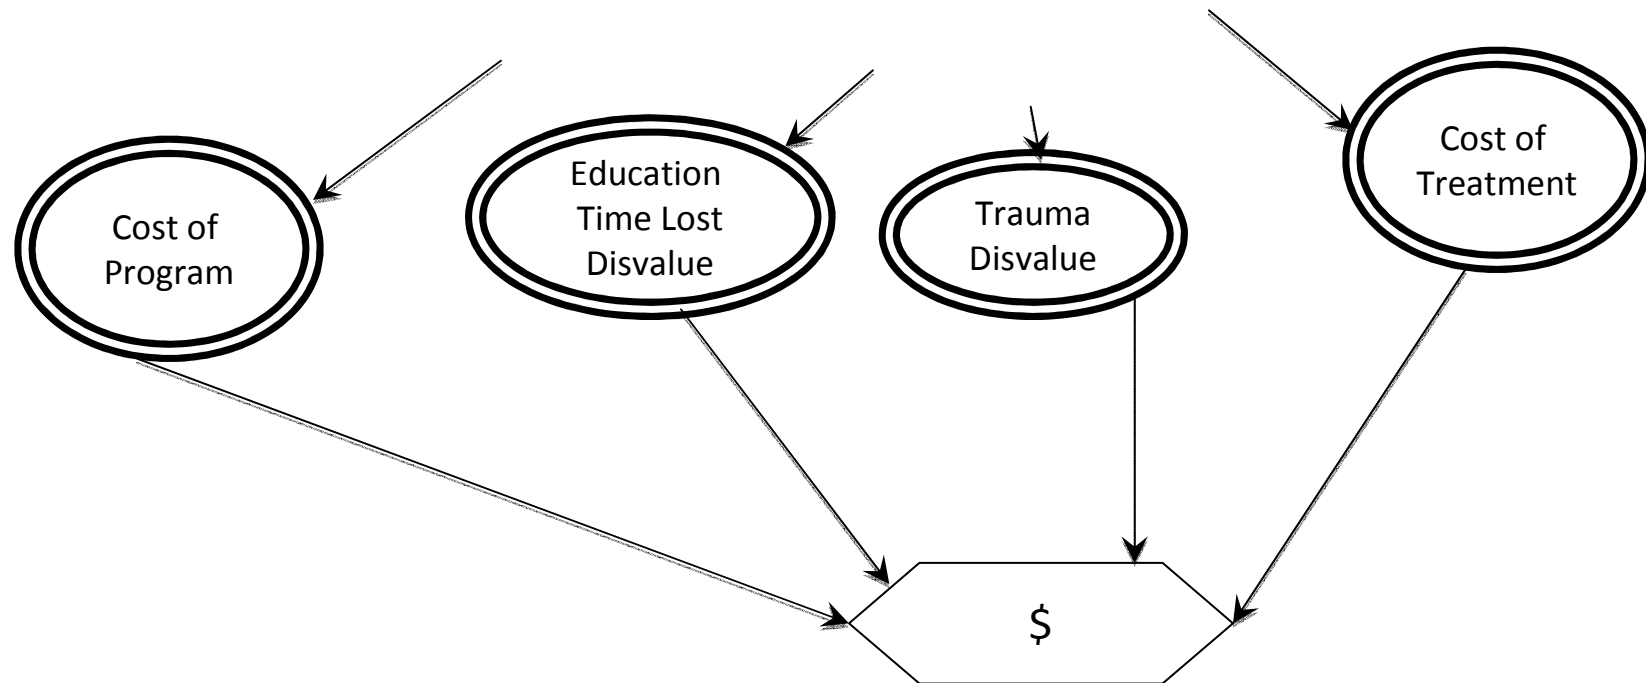 Cost of
Program
Education
Time Lost
Disvalue
Trauma
Disvalue
Cost of
Treatment
$